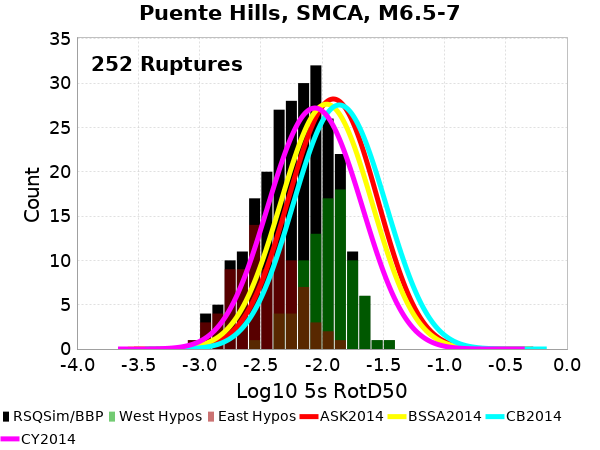 Puente Hills, SMCA, M6.5-7
252 Ruptures
Count
35
30
25
20
15
10
5
0
-4.0 -3.5 -3.0 -2.5 -2.0 -1.5 -1.0 -0.5 0.0
Log10 5s RotD50
RSQSim/BBP West Hypos East Hypos ASK2014 BSSA2014 CB2014
CY2014